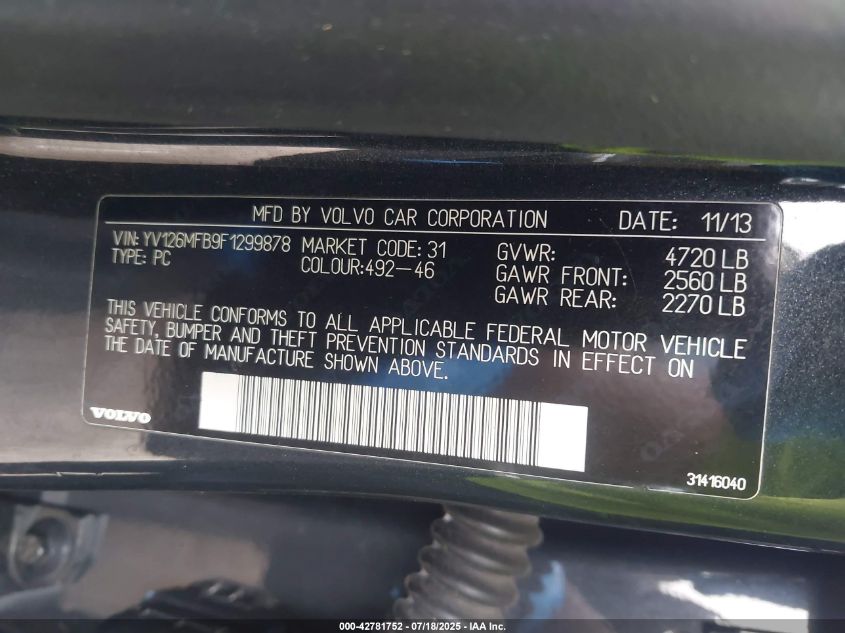 MFD BY VOLVO CAR CORPORATION DATE: 11/13
VIN: YV126MFB9F1299878 MARKET CODE: 31 GVWR: 4720 LB
TYPE: PC COLOUR:492-46 GAWR FRONT: 2560 LB
GAWR REAR: 2270 LB
THIS VEHICLE CONFORMS TO ALL APPLICABLE FEDERAL MOTOR VEHICLE
SAFETY, BUMPER AND THEFT PREVENTION STANDARDS IN EFFECT ON
THE DATE OF MANUFACTURE SHOWN ABOVE.
VOLVO
31416040
000-42781752 - 07/18/2025 - IAA Inc.